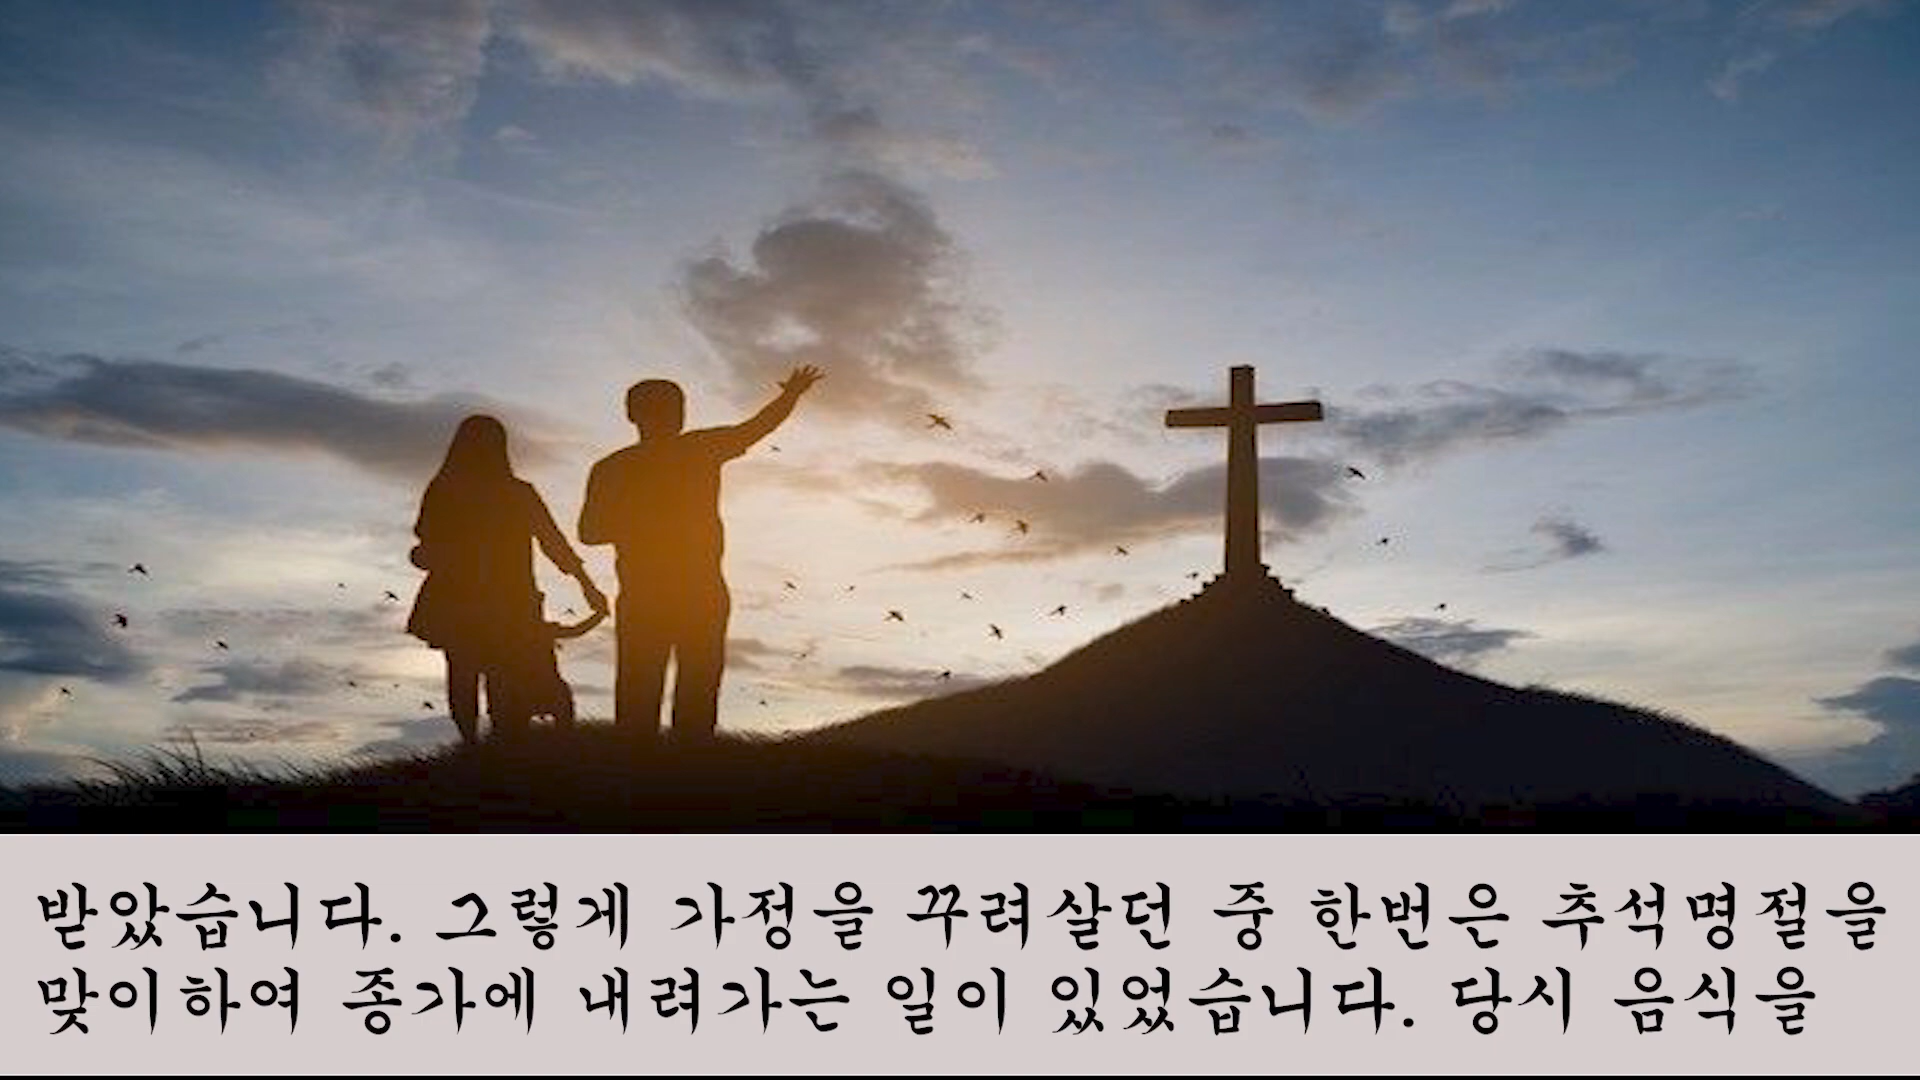 받았습니다. 그렇게 가정을 꾸려살던 중 한번은 추석명절을
맞이하여 종가에 내려가는 일이 있었습니다. 당시 음식을